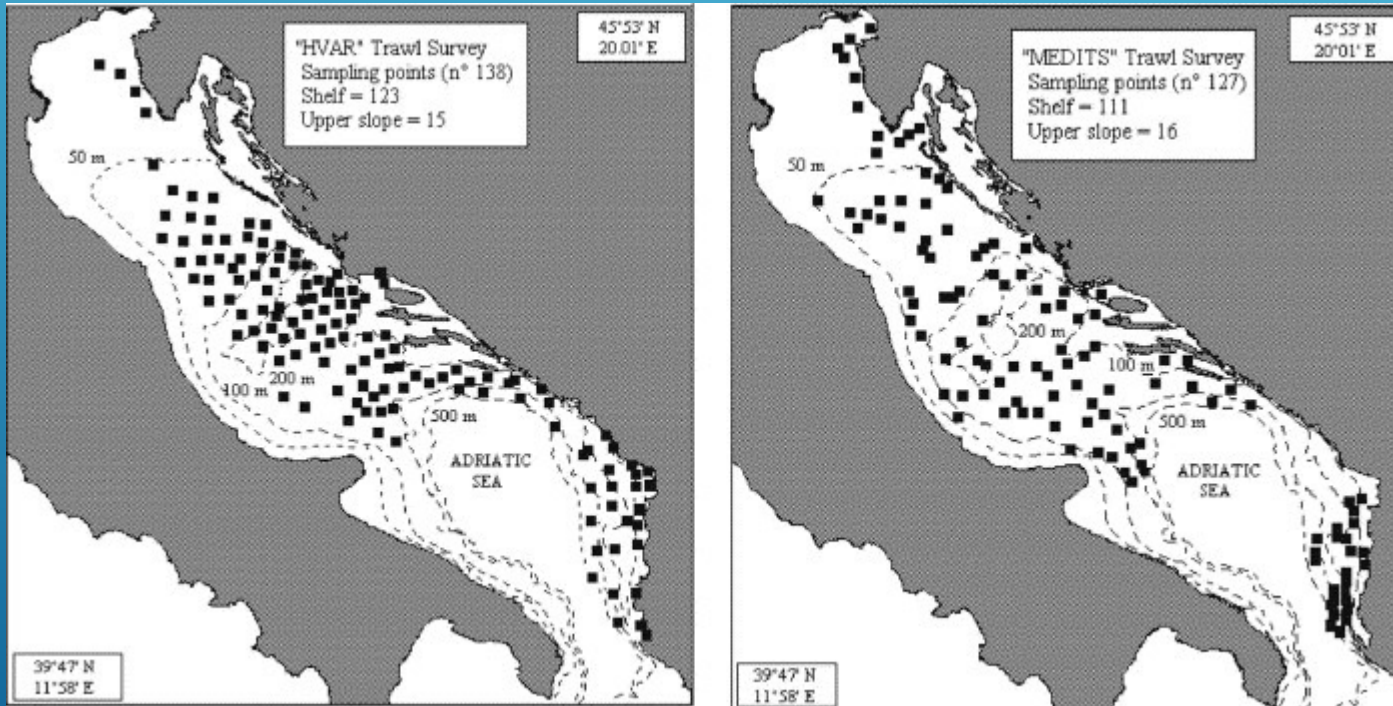 "HVAR" Trawl Survey
Sampling points (n° 138)
Shelf = 123
Upper slope = 15
45°53' N
20.01' E
50 m
100 m
200 m
500 m
ADRIATIC
SEA
39°47' N
11°58' E
"MEDITS" Trawl Survey
Sampling points (n° 127)
Shelf = 111
Upper slope = 16
45°53' N
20°01' E
50 m
200 m
100 m
500 m
ADRIATIC
SEA
39°47' N
11°58' E